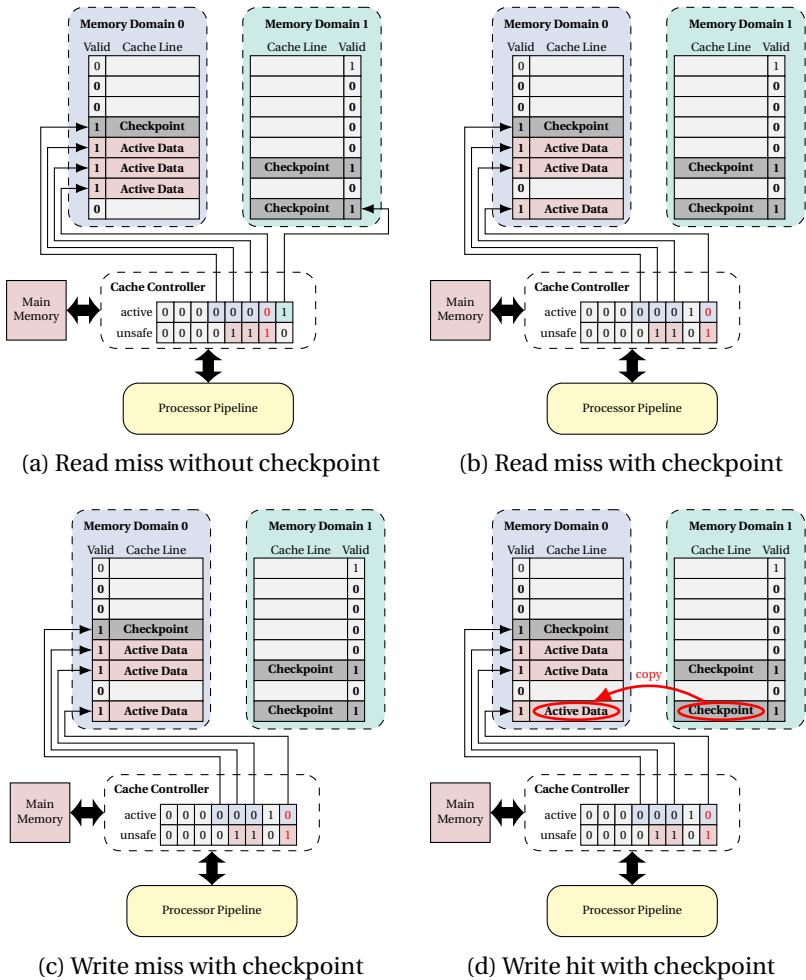 Memory Domain 0 Memory Domain 1
Valid Cache Line Cache Line Valid
0 1
0 0
0 0
1 Checkpoint 0
1 Active Data 0
1 Active Data Checkpoint 1
1 Active Data 0
0 Checkpoint 1
Cache Controller
Main Memory
active 0 0 0 0 0 0 0 1
unsafe 0 0 0 0 1 1 1 0
Processor Pipeline
(a) Read miss without checkpoint
Memory Domain 0 Memory Domain 1
Valid Cache Line Cache Line Valid
0 1
0 0
0 0
1 Checkpoint 0
1 Active Data 0
1 Active Data Checkpoint 1
0 0
1 Active Data Checkpoint 1
Cache Controller
Main Memory
active 0 0 0 0 0 0 1 0
unsafe 0 0 0 0 1 1 0 1
Processor Pipeline
(b) Read miss with checkpoint
Memory Domain 0 Memory Domain 1
Valid Cache Line Cache Line Valid
0 1
0 0
0 0
1 Checkpoint 0
1 Active Data 0
1 Active Data Checkpoint 1
0 0
1 Active Data Checkpoint 1
Cache Controller
Main Memory
active 0 0 0 0 0 0 1 0
unsafe 0 0 0 0 1 1 0 1
Processor Pipeline
(c) Write miss with checkpoint
Memory Domain 0 Memory Domain 1
Valid Cache Line Cache Line Valid
0 1
0 0
0 0
1 Checkpoint 0
1 Active Data 0
1 Active Data copy Checkpoint 1
0 0
1 Active Data Checkpoint 1
Cache Controller
Main Memory
active 0 0 0 0 0 0 1 0
unsafe 0 0 0 0 1 1 0 1
Processor Pipeline
(d) Write hit with checkpoint